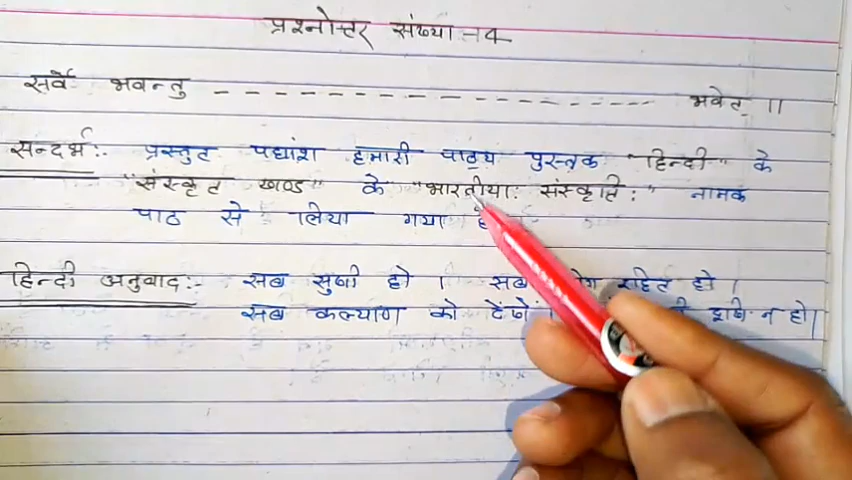 प्रश्नोत्तर संख्या - 4
सर्वे भवन्तु - - - - - - - - - - - - - - - - - - - - भवेत् ।।
सन्दर्भ:- प्रस्तुत पद्यांश हमारी पाठ्य पुस्तक "हिन्दी" के
"संस्कृत खण्ड" के "भारतीया: संस्कृति:" नामक
पाठ से लिया गया है
हिन्दी अनुवाद:- सब सुखी हो । सब रहित हो ।
सब कल्याण को देखें । न हो।